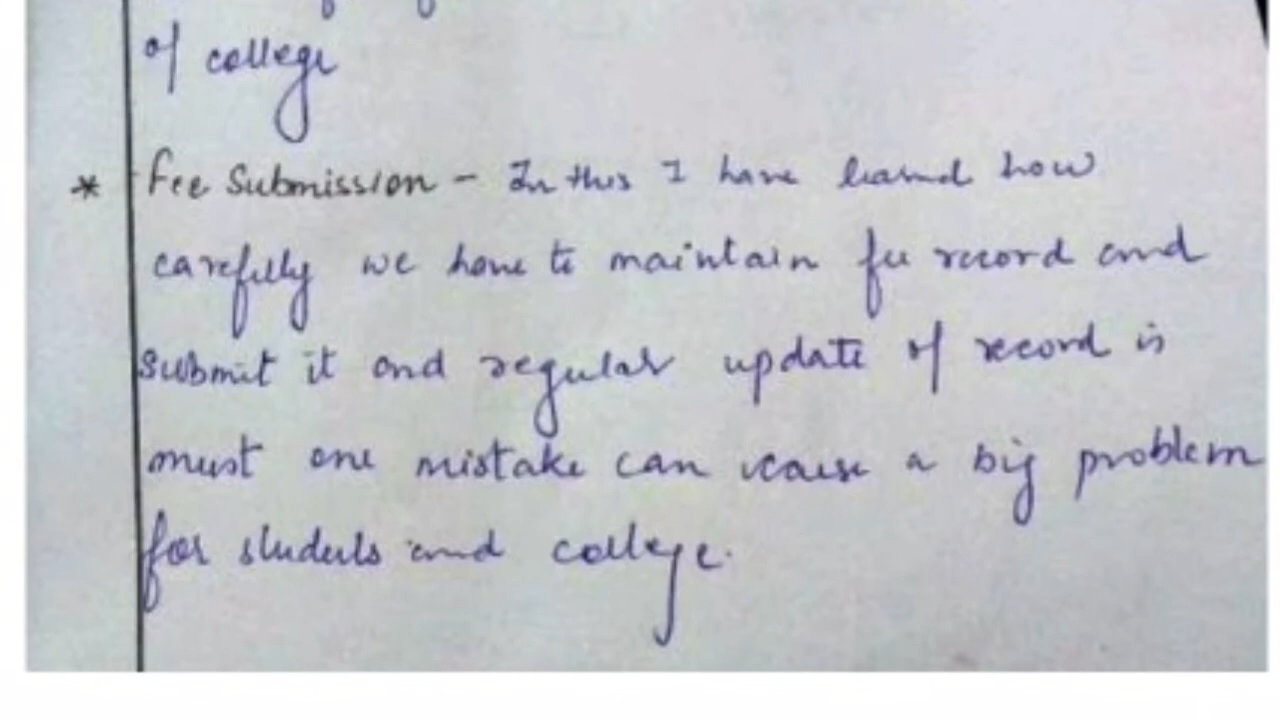 of college
* Fee Submission - In this I have learned how
carefully we have to maintain fee record and
submit it and regular update of record is
must one mistake can cause a big problem
for students and college.